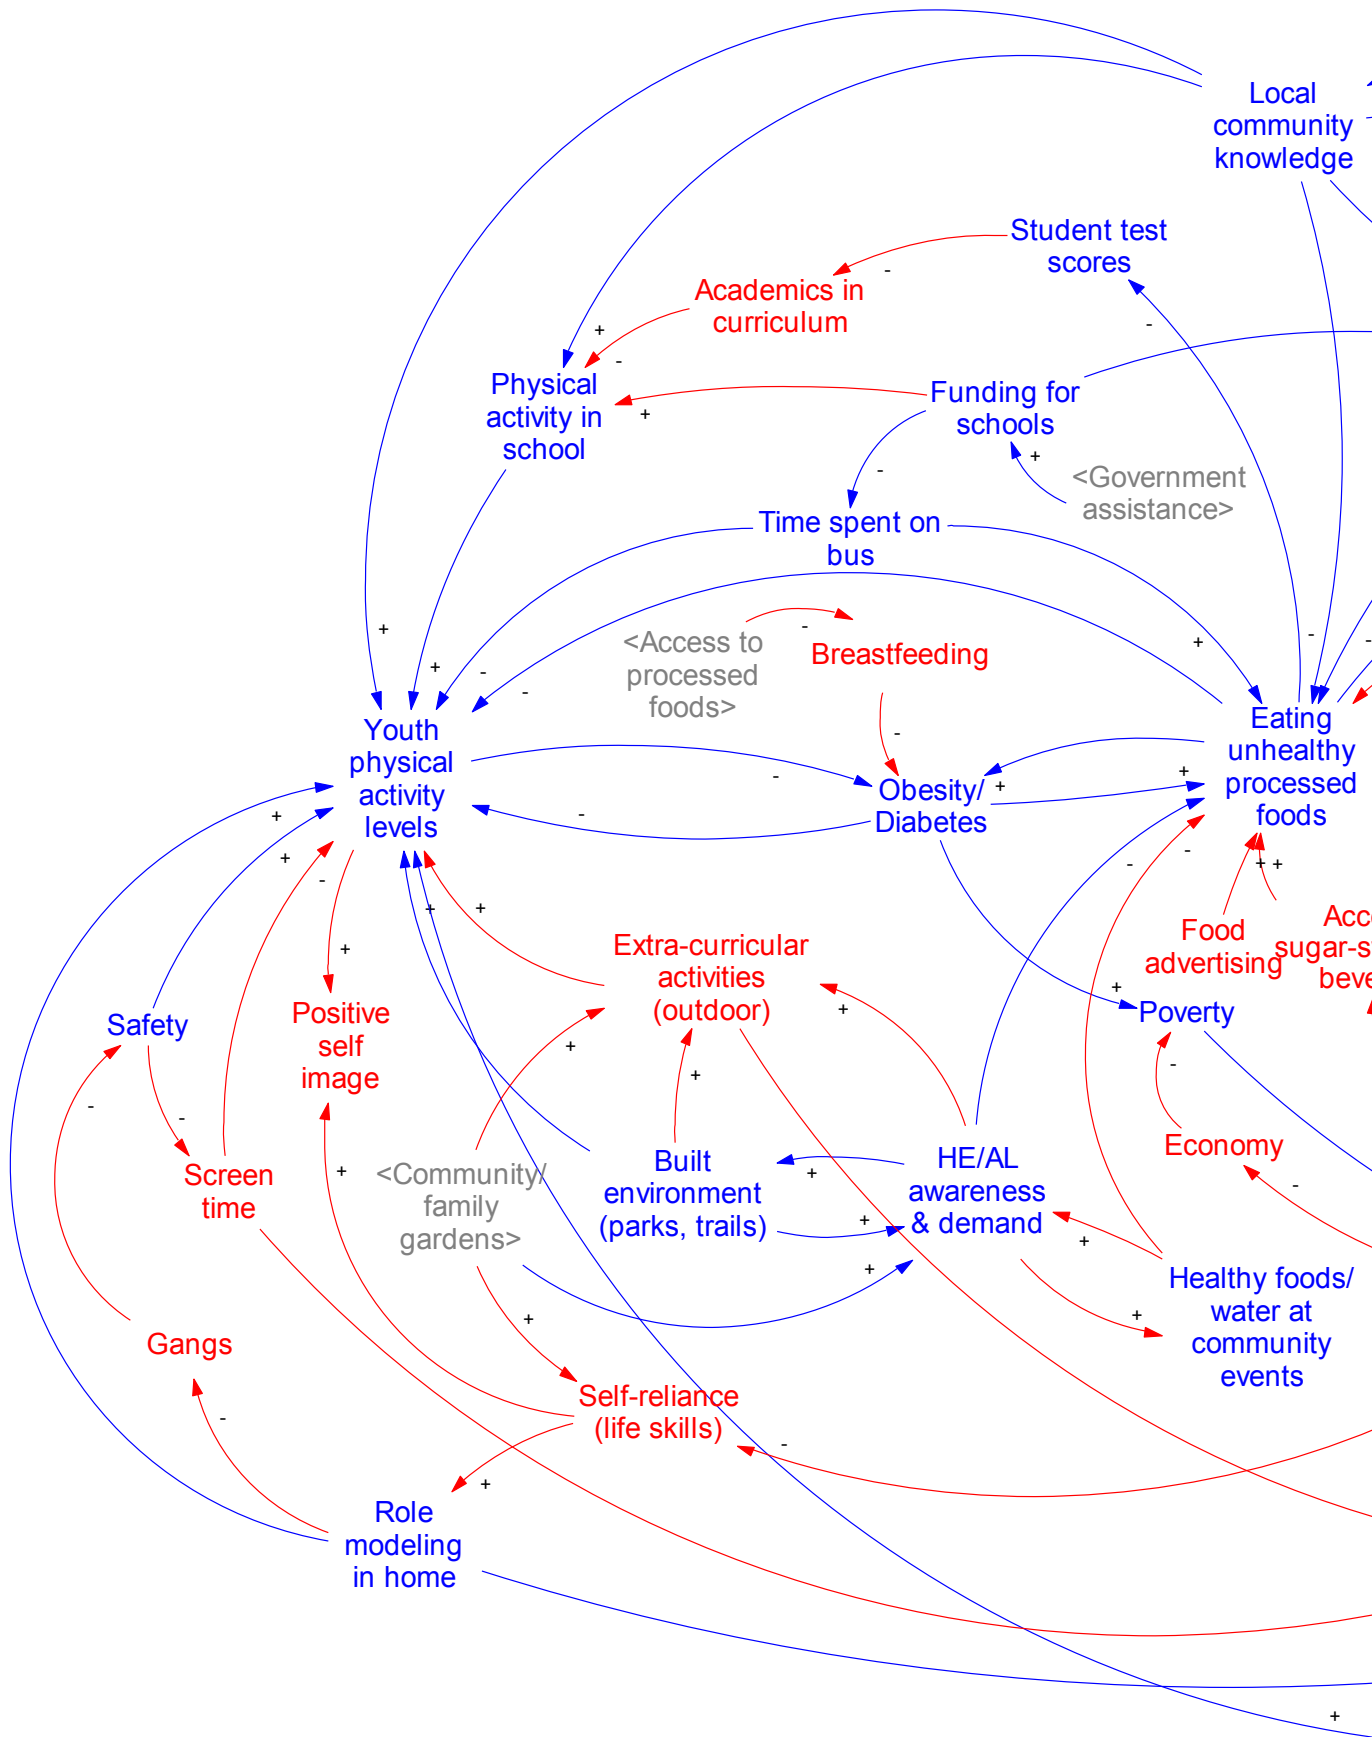 Local
community
knowledge
Student test
scores
Academics in
curriculum
Physical
activity in
school
Funding for
schools
<Government
assistance>
Time spent on
bus
<Access to
processed
foods>
Breastfeeding
Youth
physical
activity
levels
Obesity/
Diabetes
Eating
unhealthy
processed
foods
Food
advertising
Extra-curricular
activities
(outdoor)
Positive
self
image
Safety
Poverty
Economy
Screen
time
<Community/
family
gardens>
Built
environment
(parks, trails)
HE/AL
awareness
& demand
Healthy foods/
water at
community
events
Gangs
Self-reliance
(life skills)
Role
modeling
in home